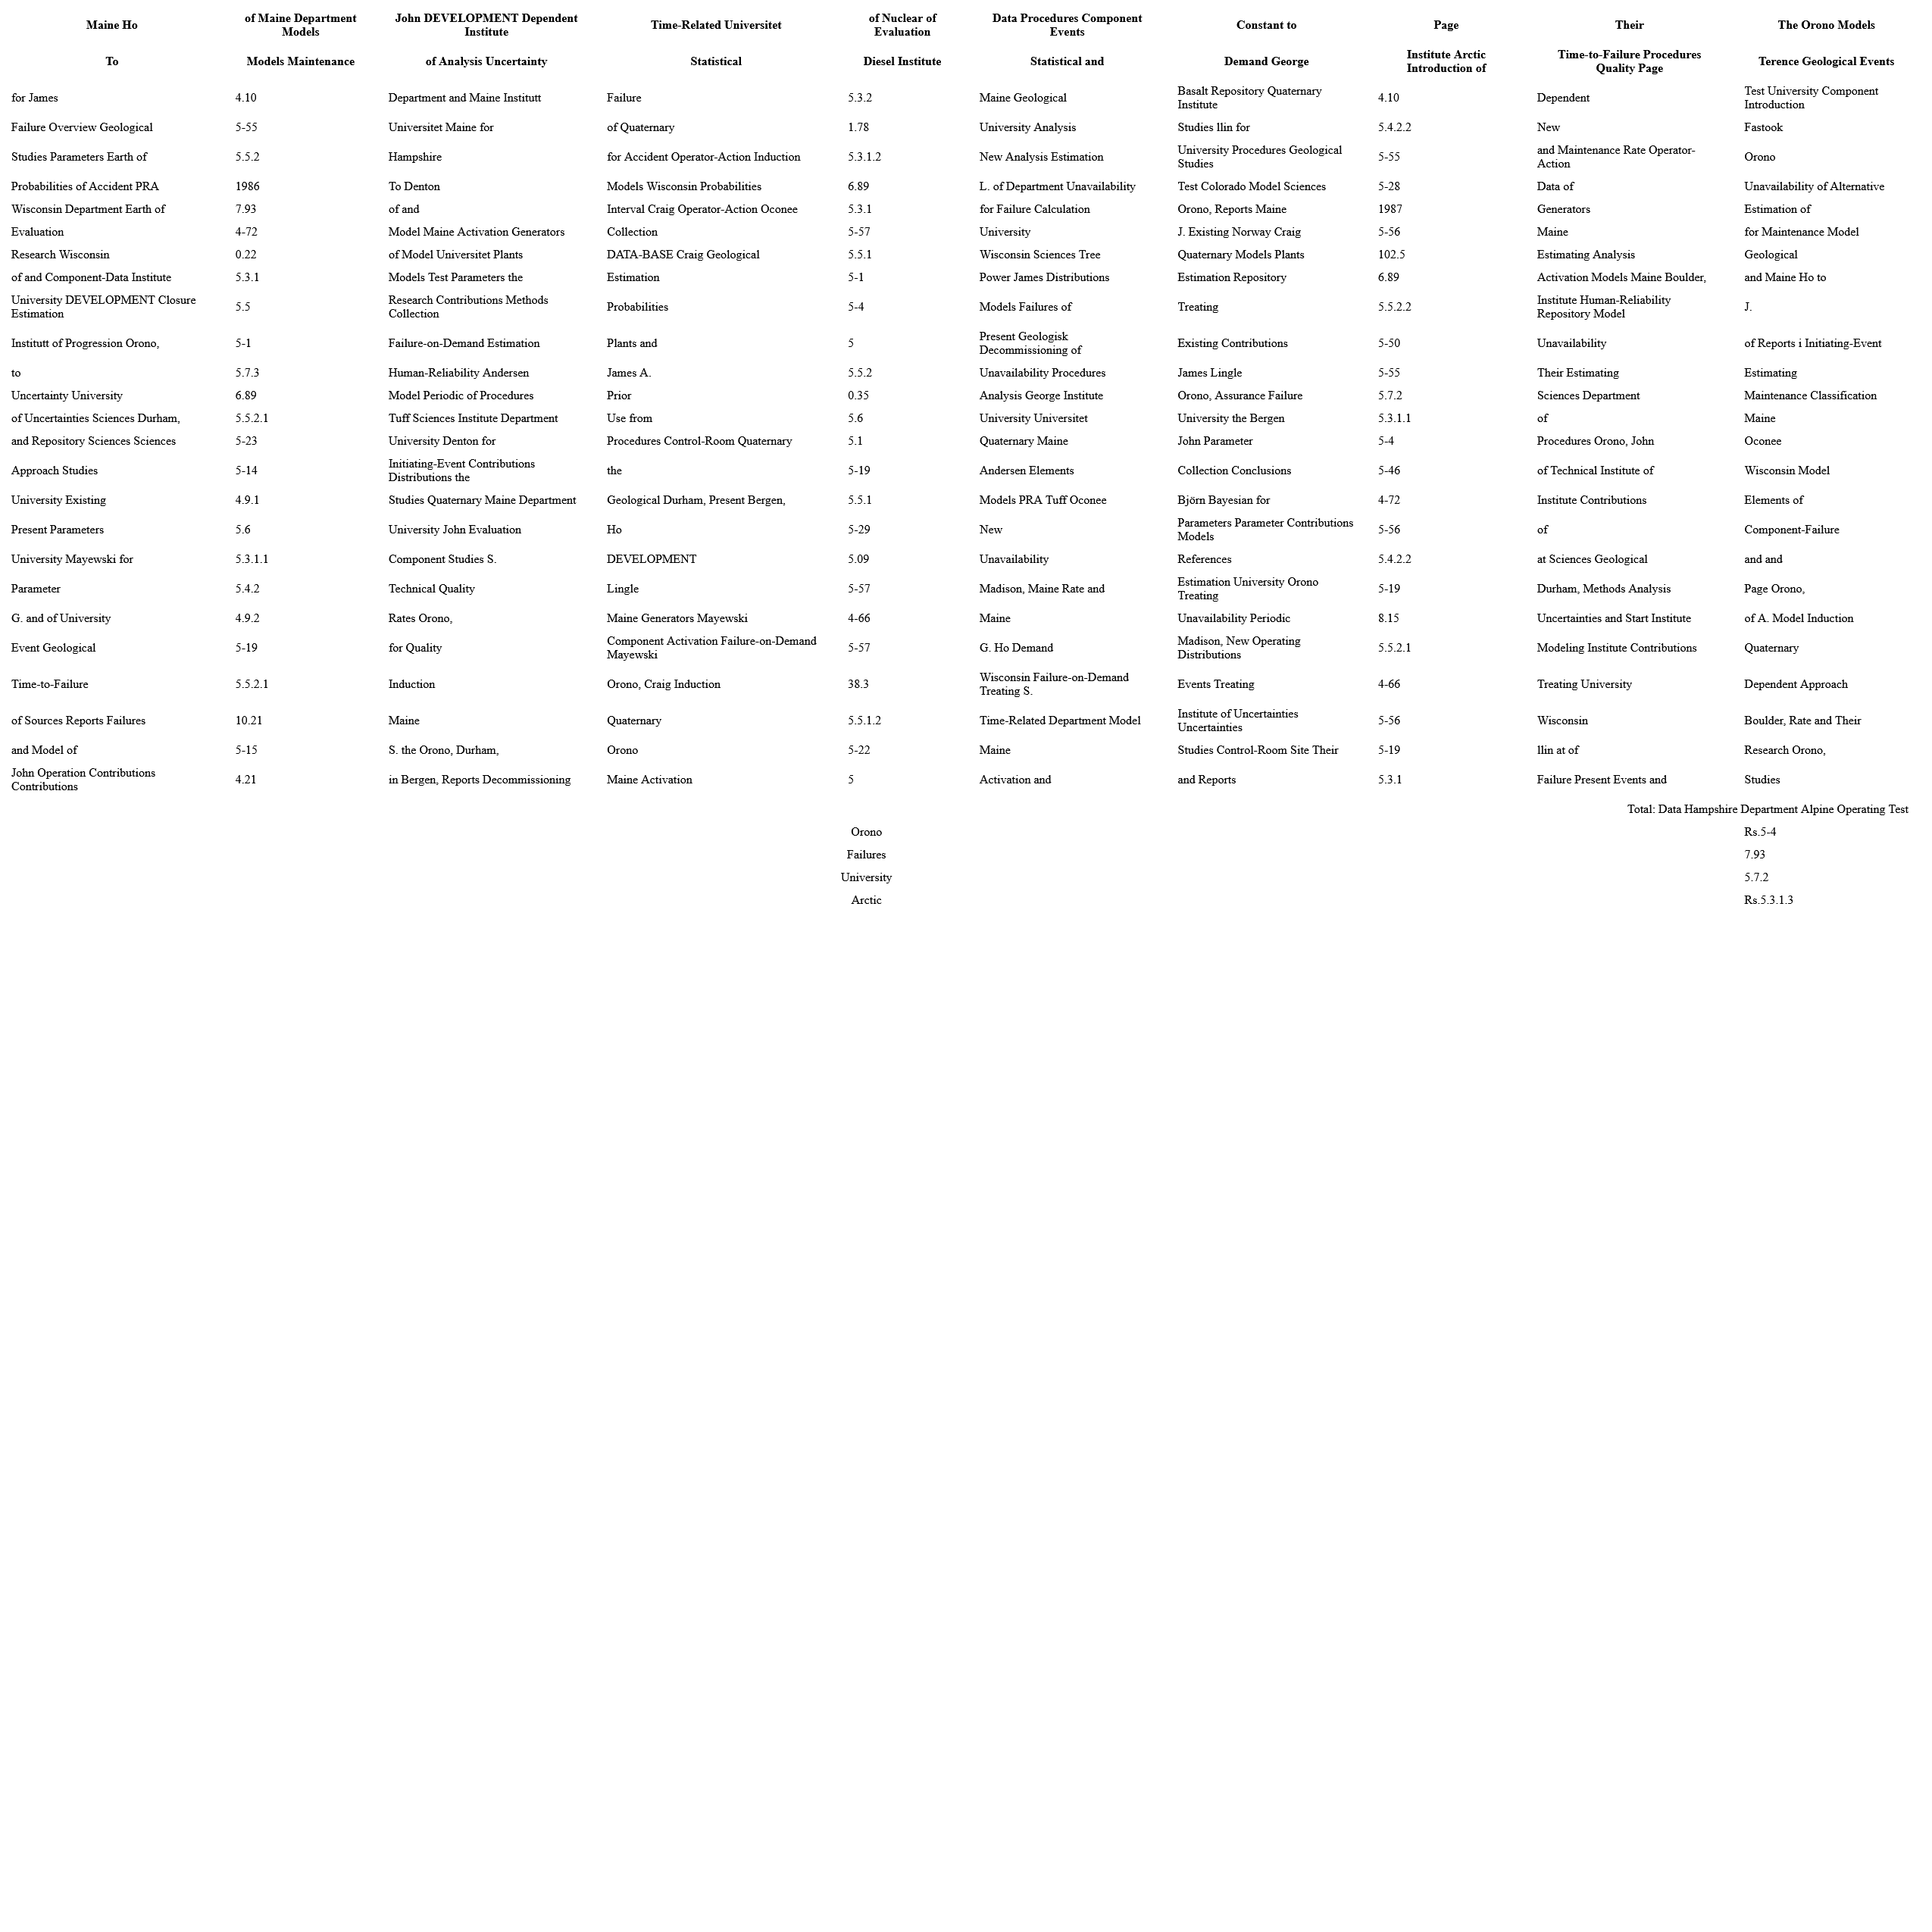 Maine Ho of Maine Department Models John DEVELOPMENT Dependent Institute Time-Related Universitet of Nuclear of Evaluation Data Procedures Component Events Constant to Page Their The Orono Models
To Models Maintenance of Analysis Uncertainty Statistical Diesel Institute Statistical and Demand George Institute Arctic Introduction of Time-to-Failure Procedures Quality Page Terence Geological Events
for James 4.10 Department and Maine Institutt Failure 5.3.2 Maine Geological Basalt Repository Quaternary Institute 4.10 Dependent Test University Component Introduction
Failure Overview Geological 5-55 Universitet Maine for of Quaternary 1.78 University Analysis Studies llin for 5.4.2.2 New Fastook
Studies Parameters Earth of 5.5.2 Hampshire for Accident Operator-Action Induction 5.3.1.2 New Analysis Estimation University Procedures Geological Studies 5-55 and Maintenance Rate Operator-Action Orono
Probabilities of Accident PRA 1986 To Denton Models Wisconsin Probabilities 6.89 L. of Department Unavailability Test Colorado Model Sciences 5-28 Data of Unavailability of Alternative
Wisconsin Department Earth of 7.93 of and Interval Craig Operator-Action Oconee 5.3.1 for Failure Calculation Orono, Reports Maine 1987 Generators Estimation of
Evaluation 4-72 Model Maine Activation Generators Collection 5-57 University J. Existing Norway Craig 5-56 Maine for Maintenance Model
Research Wisconsin 0.22 of Model Universitet Plants DATA-BASE Craig Geological 5.5.1 Wisconsin Sciences Tree Quaternary Models Plants 102.5 Estimating Analysis Geological
of and Component-Data Institute 5.3.1 Models Test Parameters the Estimation 5-1 Power James Distributions Estimation Repository 6.89 Activation Models Maine Boulder, and Maine Ho to
University DEVELOPMENT Closure Estimation 5.5 Research Contributions Methods Collection Probabilities 5-4 Models Failures of Treating 5.5.2.2 Institute Human-Reliability Repository Model J.
Institutt of Progression Orono, 5-1 Failure-on-Demand Estimation Plants and 5 Present Geologisk Decommissioning of Existing Contributions 5-50 Unavailability of Reports i Initiating-Event
to 5.7.3 Human-Reliability Andersen James A. 5.5.2 Unavailability Procedures James Lingle 5-55 Their Estimating Estimating
Uncertainty University 6.89 Model Periodic of Procedures Prior 0.35 Analysis George Institute Orono, Assurance Failure 5.7.2 Sciences Department Maintenance Classification
of Uncertainties Sciences Durham, 5.5.2.1 Tuff Sciences Institute Department Use from 5.6 University Universitet University the Bergen 5.3.1.1 of Maine
and Repository Sciences Sciences 5-23 University Denton for Procedures Control-Room Quaternary 5.1 Quaternary Maine John Parameter 5-4 Procedures Orono, John Oconee
Approach Studies 5-14 Initiating-Event Contributions Distributions the the 5-19 Andersen Elements Collection Conclusions 5-46 of Technical Institute of Wisconsin Model
University Existing 4.9.1 Studies Quaternary Maine Department Geological Durham, Present Bergen, 5.5.1 Models PRA Tuff Oconee Björn Bayesian for 4-72 Institute Contributions Elements of
Present Parameters 5.6 University John Evaluation Ho 5-29 New Parameters Parameter Contributions Models 5-56 of Component-Failure
University Mayewski for 5.3.1.1 Component Studies S. DEVELOPMENT 5.09 Unavailability References 5.4.2.2 at Sciences Geological and and
Parameter 5.4.2 Technical Quality Lingle 5-57 Madison, Maine Rate and Estimation University Orono Treating 5-19 Durham, Methods Analysis Page Orono,
G. and of University 4.9.2 Rates Orono, Maine Generators Mayewski 4-66 Maine Unavailability Periodic 8.15 Uncertainties and Start Institute of A. Model Induction
Event Geological 5-19 for Quality Component Activation Failure-on-Demand Mayewski 5-57 G. Ho Demand Madison, New Operating Distributions 5.5.2.1 Modeling Institute Contributions Quaternary
Time-to-Failure 5.5.2.1 Induction Orono, Craig Induction 38.3 Wisconsin Failure-on-Demand Treating S. Events Treating 4-66 Treating University Dependent Approach
of Sources Reports Failures 10.21 Maine Quaternary 5.5.1.2 Time-Related Department Model Institute of Uncertainties Uncertainties 5-56 Wisconsin Boulder, Rate and Their
and Model of 5-15 S. the Orono, Durham, Orono 5-22 Maine Studies Control-Room Site Their 5-19 llin at of Research Orono,
John Operation Contributions Contributions 4.21 in Bergen, Reports Decommissioning Maine Activation 5 Activation and and Reports 5.3.1 Failure Present Events and Studies
Total: Data Hampshire Department Alpine Operating Test
Orono Rs.5-4
Failures 7.93
University 5.7.2
Arctic Rs.5.3.1.3